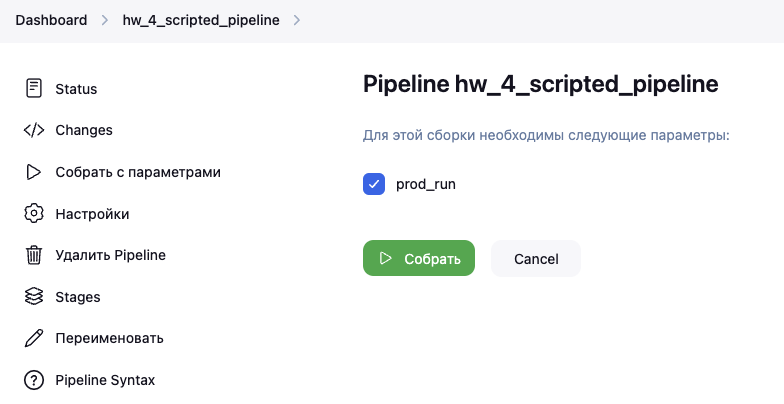 Dashboard
hw_4_scripted_pipeline
Status
Changes
Собрать с параметрами
Настройки
Удалить Pipeline
Stages
Переименовать
Pipeline Syntax
Pipeline hw_4_scripted_pipeline
Для этой сборки необходимы следующие параметры:
prod_run
Собрать
Cancel